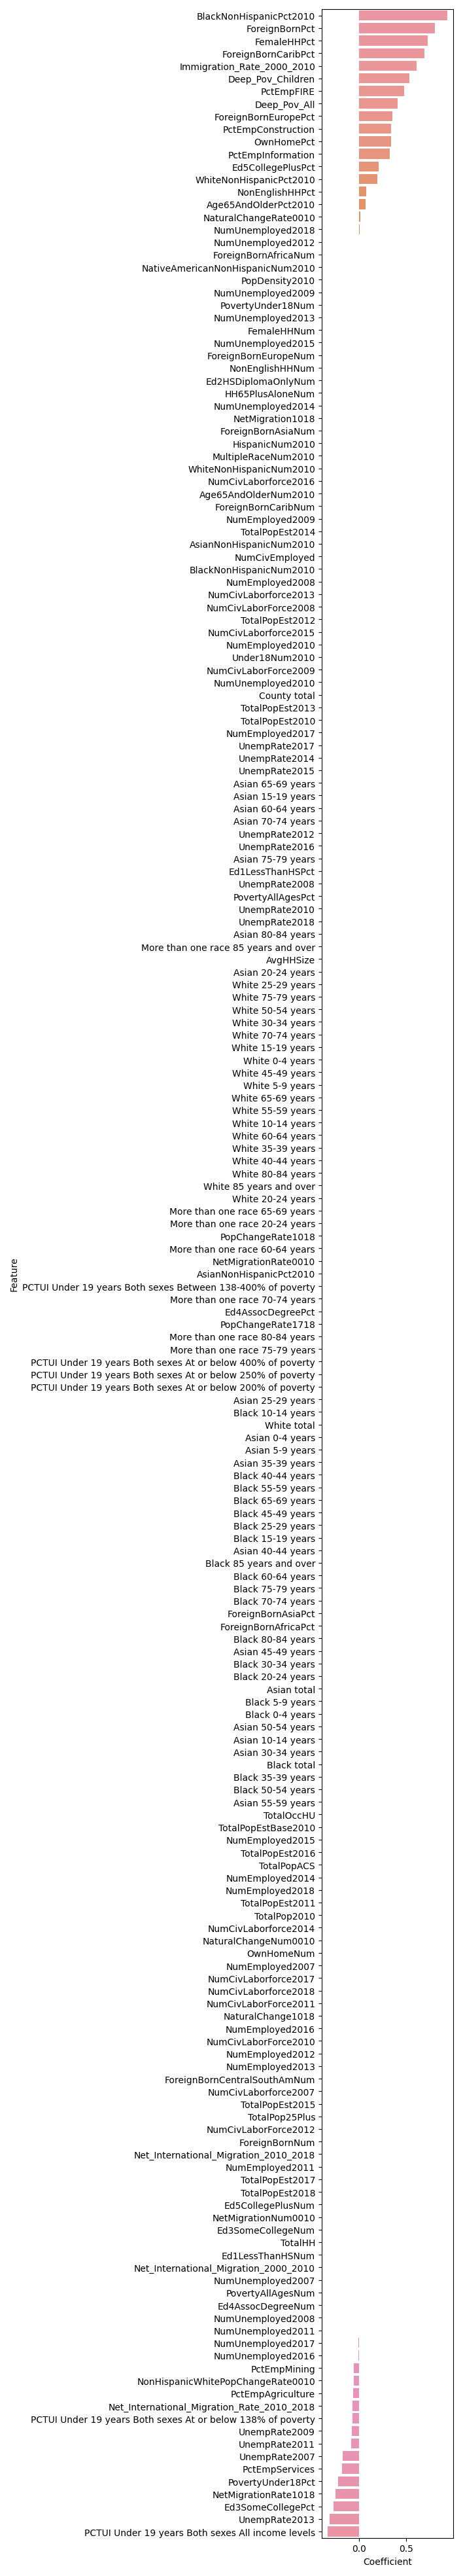 BlackNonHispanicPct2010
ForeignBornPct
FemaleHHPct
ForeignBornCaribPct
Immigration_Rate_2000_2010
Deep_Pov_Children
PctEmpFIRE
Deep_Pov_All
ForeignBornEuropePct
PctEmpConstruction
OwnHomePct
PctEmpInformation
Ed5CollegePlusPct
WhiteNonHispanicPct2010
NonEnglishHHPct
Age65AndOlderPct2010
NaturalChangeRate0010
NumUnemployed2018
NumUnemployed2012
ForeignBornAfricaNum
NativeAmericanNonHispanicNum2010
PopDensity2010
NumUnemployed2009
PovertyUnder18Num
NumUnemployed2013
FemaleHHNum
NumUnemployed2015
ForeignBornEuropeNum
NonEnglishHHNum
Ed2HSDiplomaOnlyNum
HH65PlusAloneNum
NumUnemployed2014
NetMigration1018
ForeignBornAsiaNum
HispanicNum2010
MultipleRaceNum2010
WhiteNonHispanicNum2010
NumCivLaborforce2016
Age65AndOlderNum2010
ForeignBornCaribNum
NumEmployed2009
TotalPopEst2014
AsianNonHispanicNum2010
NumCivEmployed
BlackNonHispanicNum2010
NumEmployed2008
NumCivLaborforce2013
NumCivLaborForce2008
TotalPopEst2012
NumCivLaborforce2015
NumEmployed2010
Under18Num2010
NumCivLaborForce2009
NumUnemployed2010
County total
TotalPopEst2013
TotalPopEst2010
NumEmployed2017
UnempRate2017
UnempRate2014
UnempRate2015
Asian 65-69 years
Asian 15-19 years
Asian 60-64 years
Asian 70-74 years
UnempRate2012
UnempRate2016
Asian 75-79 years
Ed1LessThanHSPct
UnempRate2008
PovertyAllAgesPct
UnempRate2010
UnempRate2018
Asian 80-84 years
More than one race 85 years and over
AvgHHSize
Asian 20-24 years
White 25-29 years
White 75-79 years
White 50-54 years
White 30-34 years
White 70-74 years
White 15-19 years
White 0-4 years
White 45-49 years
White 5-9 years
White 65-69 years
White 55-59 years
White 10-14 years
White 60-64 years
White 35-39 years
White 40-44 years
White 80-84 years
White 85 years and over
White 20-24 years
More than one race 65-69 years
More than one race 20-24 years
PopChangeRate1018
More than one race 60-64 years
NetMigrationRate0010
AsianNonHispanicPct2010
PCTUI Under 19 years Both sexes Between 138-400% of poverty
More than one race 70-74 years
Ed4AssocDegreePct
PopChangeRate1718
More than one race 80-84 years
More than one race 75-79 years
PCTUI Under 19 years Both sexes At or below 400% of poverty
PCTUI Under 19 years Both sexes At or below 250% of poverty
PCTUI Under 19 years Both sexes At or below 200% of poverty
Asian 25-29 years
Black 10-14 years
White total
Asian 0-4 years
Asian 5-9 years
Asian 35-39 years
Black 40-44 years
Black 55-59 years
Black 65-69 years
Black 45-49 years
Black 25-29 years
Black 15-19 years
Asian 40-44 years
Black 85 years and over
Black 60-64 years
Black 75-79 years
Black 70-74 years
ForeignBornAsiaPct
ForeignBornAfricaPct
Black 80-84 years
Asian 45-49 years
Black 30-34 years
Black 20-24 years
Asian total
Black 5-9 years
Black 0-4 years
Asian 50-54 years
Asian 10-14 years
Asian 30-34 years
Black total
Black 35-39 years
Black 50-54 years
Asian 55-59 years
TotalOccHU
TotalPopEstBase2010
NumEmployed2015
TotalPopEst2016
TotalPopACS
NumEmployed2014
NumEmployed2018
TotalPopEst2011
TotalPop2010
NumCivLaborforce2014
NaturalChangeNum0010
OwnHomeNum
NumEmployed2007
NumCivLaborforce2017
NumCivLaborforce2018
NumCivLaborForce2011
NaturalChange1018
NumEmployed2016
NumCivLaborForce2010
NumEmployed2012
NumEmployed2013
ForeignBornCentralSouthAmNum
NumCivLaborforce2007
TotalPopEst2015
TotalPop25Plus
NumCivLaborForce2012
ForeignBornNum
Net_International_Migration_2010_2018
NumEmployed2011
TotalPopEst2017
TotalPopEst2018
Ed5CollegePlusNum
NetMigrationNum0010
Ed3SomeCollegeNum
TotalHH
Ed1LessThanHSNum
Net_International_Migration_2000_2010
NumUnemployed2007
PovertyAllAgesNum
Ed4AssocDegreeNum
NumUnemployed2008
NumUnemployed2011
NumUnemployed2017
NumUnemployed2016
PctEmpMining
NonHispanicWhitePopChangeRate0010
PctEmpAgriculture
Net_International_Migration_Rate_2010_2018
PCTUI Under 19 years Both sexes At or below 138% of poverty
UnempRate2009
UnempRate2011
UnempRate2007
PctEmpServices
PovertyUnder18Pct
NetMigrationRate1018
Ed3SomeCollegePct
UnempRate2013
PCTUI Under 19 years Both sexes All income levels
Feature
0.0 0.5
Coefficient